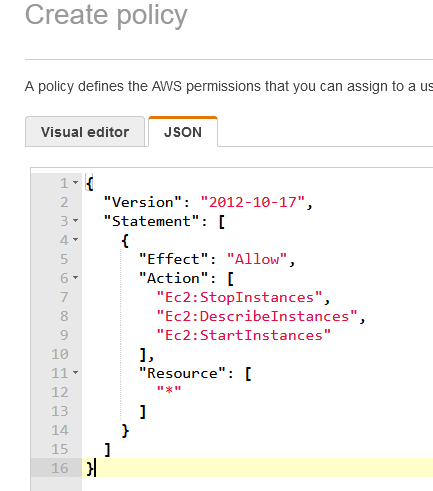 Create policy
A policy defines the AWS permissions that you can assign to a us
Visual editor JSON
1 {
2 "Version": "2012-10-17",
3 "Statement": [
4 {
5 "Effect": "Allow",
6 "Action": [
7 "Ec2:StopInstances",
8 "Ec2:DescribeInstances",
9 "Ec2:StartInstances"
10 ],
11 "Resource": [
12 "*"
13 ]
14 }
15 ]
16 }